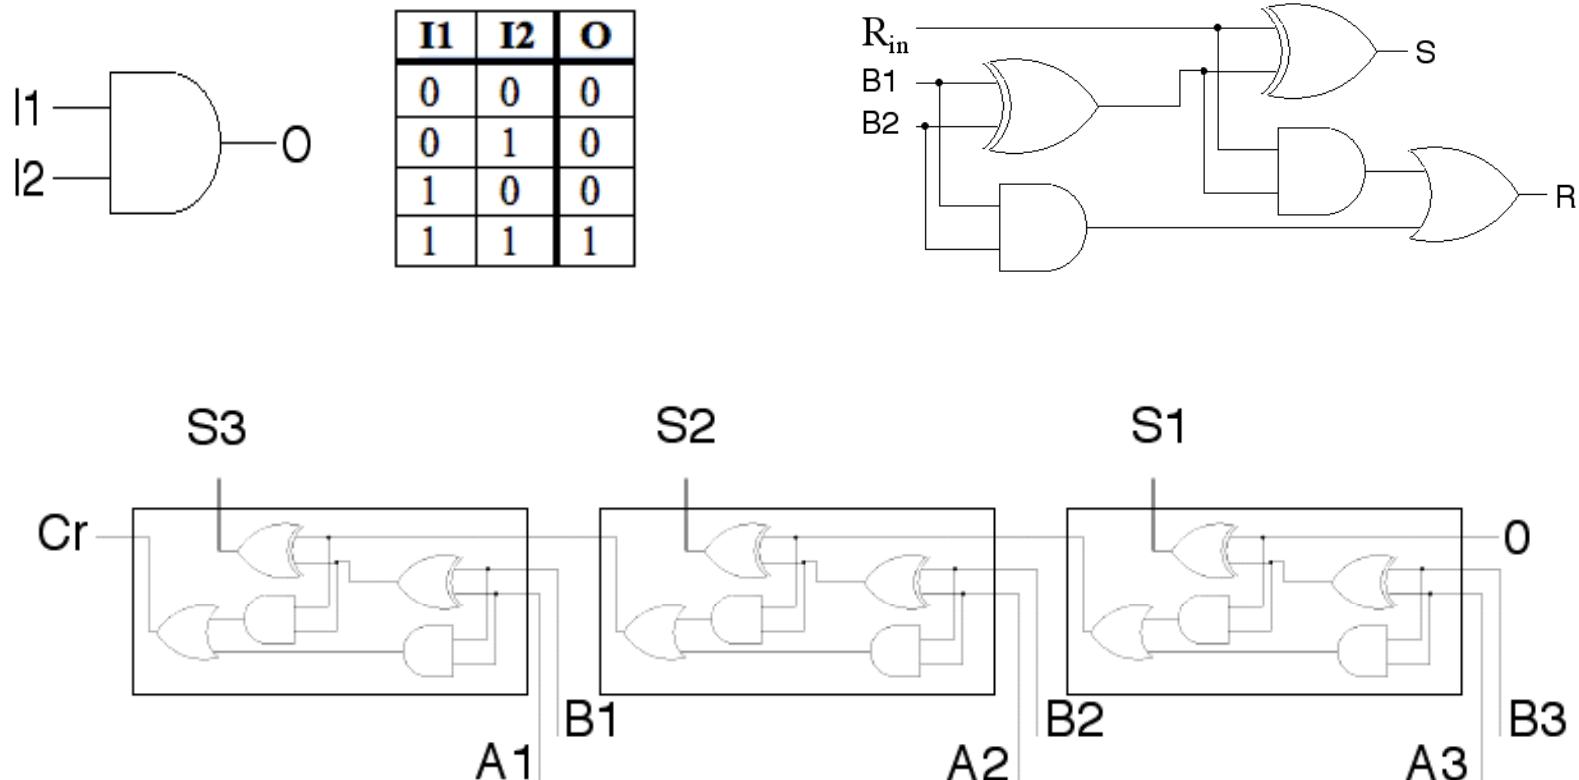 I1
I2
O
I1 I2 O
0 0 0
0 1 0
1 0 0
1 1 1
Rin
B1
B2
S
R
S3 S2 S1
Cr
0
B1 B2 B3
A1 A2 A3